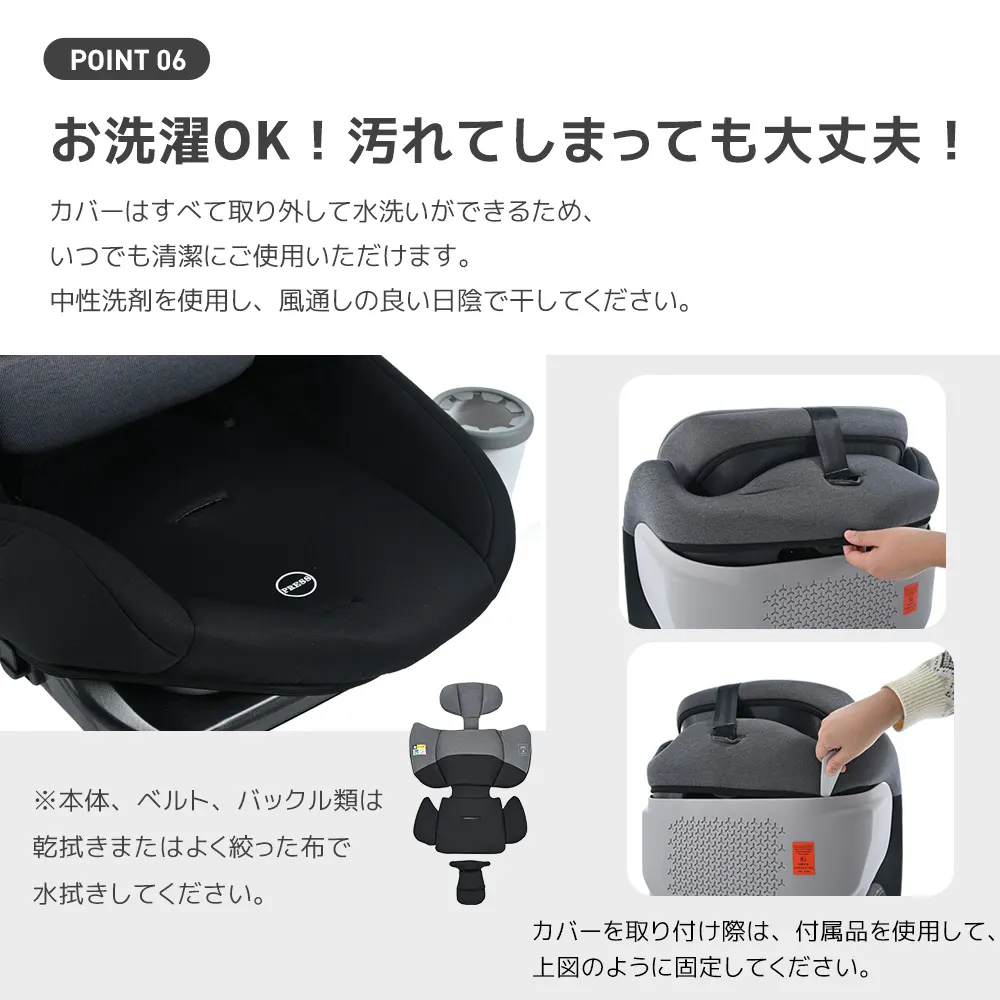 POINT 06
お洗濯OK！汚れてしまっても大丈夫！
カバーはすべて取り外して水洗いができるため、
いつでも清潔にご使用いただけます。
中性洗剤を使用し、風通しの良い日陰で干してください。
PRESS
※本体、ベルト、バックル類は
乾拭きまたはよく絞った布で
水拭きしてください。
カバーを取り付け際は、付属品を使用して、
上図のように固定してください。